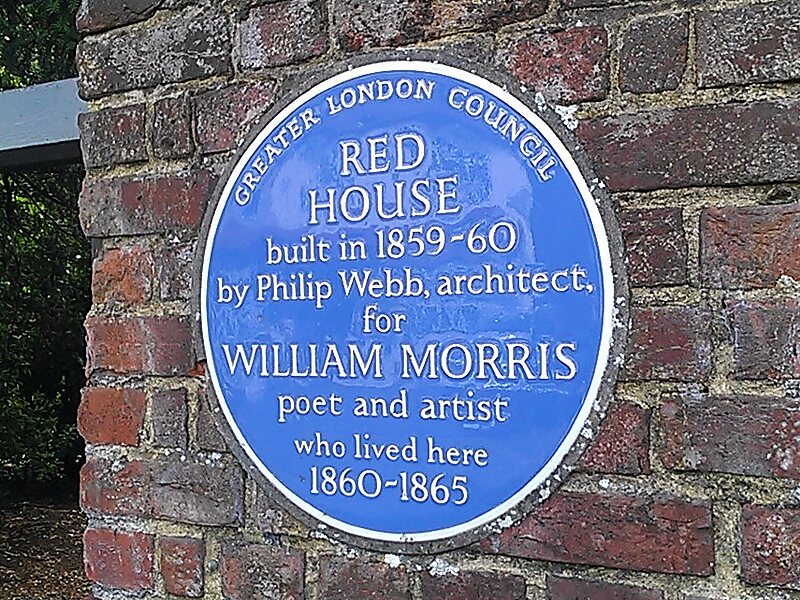 GREATER LONDON COUNCIL
RED
HOUSE
built in 1859-60
by Philip Webb, architect,
for
WILLIAM MORRIS
poet and artist
who lived here
1860-1865